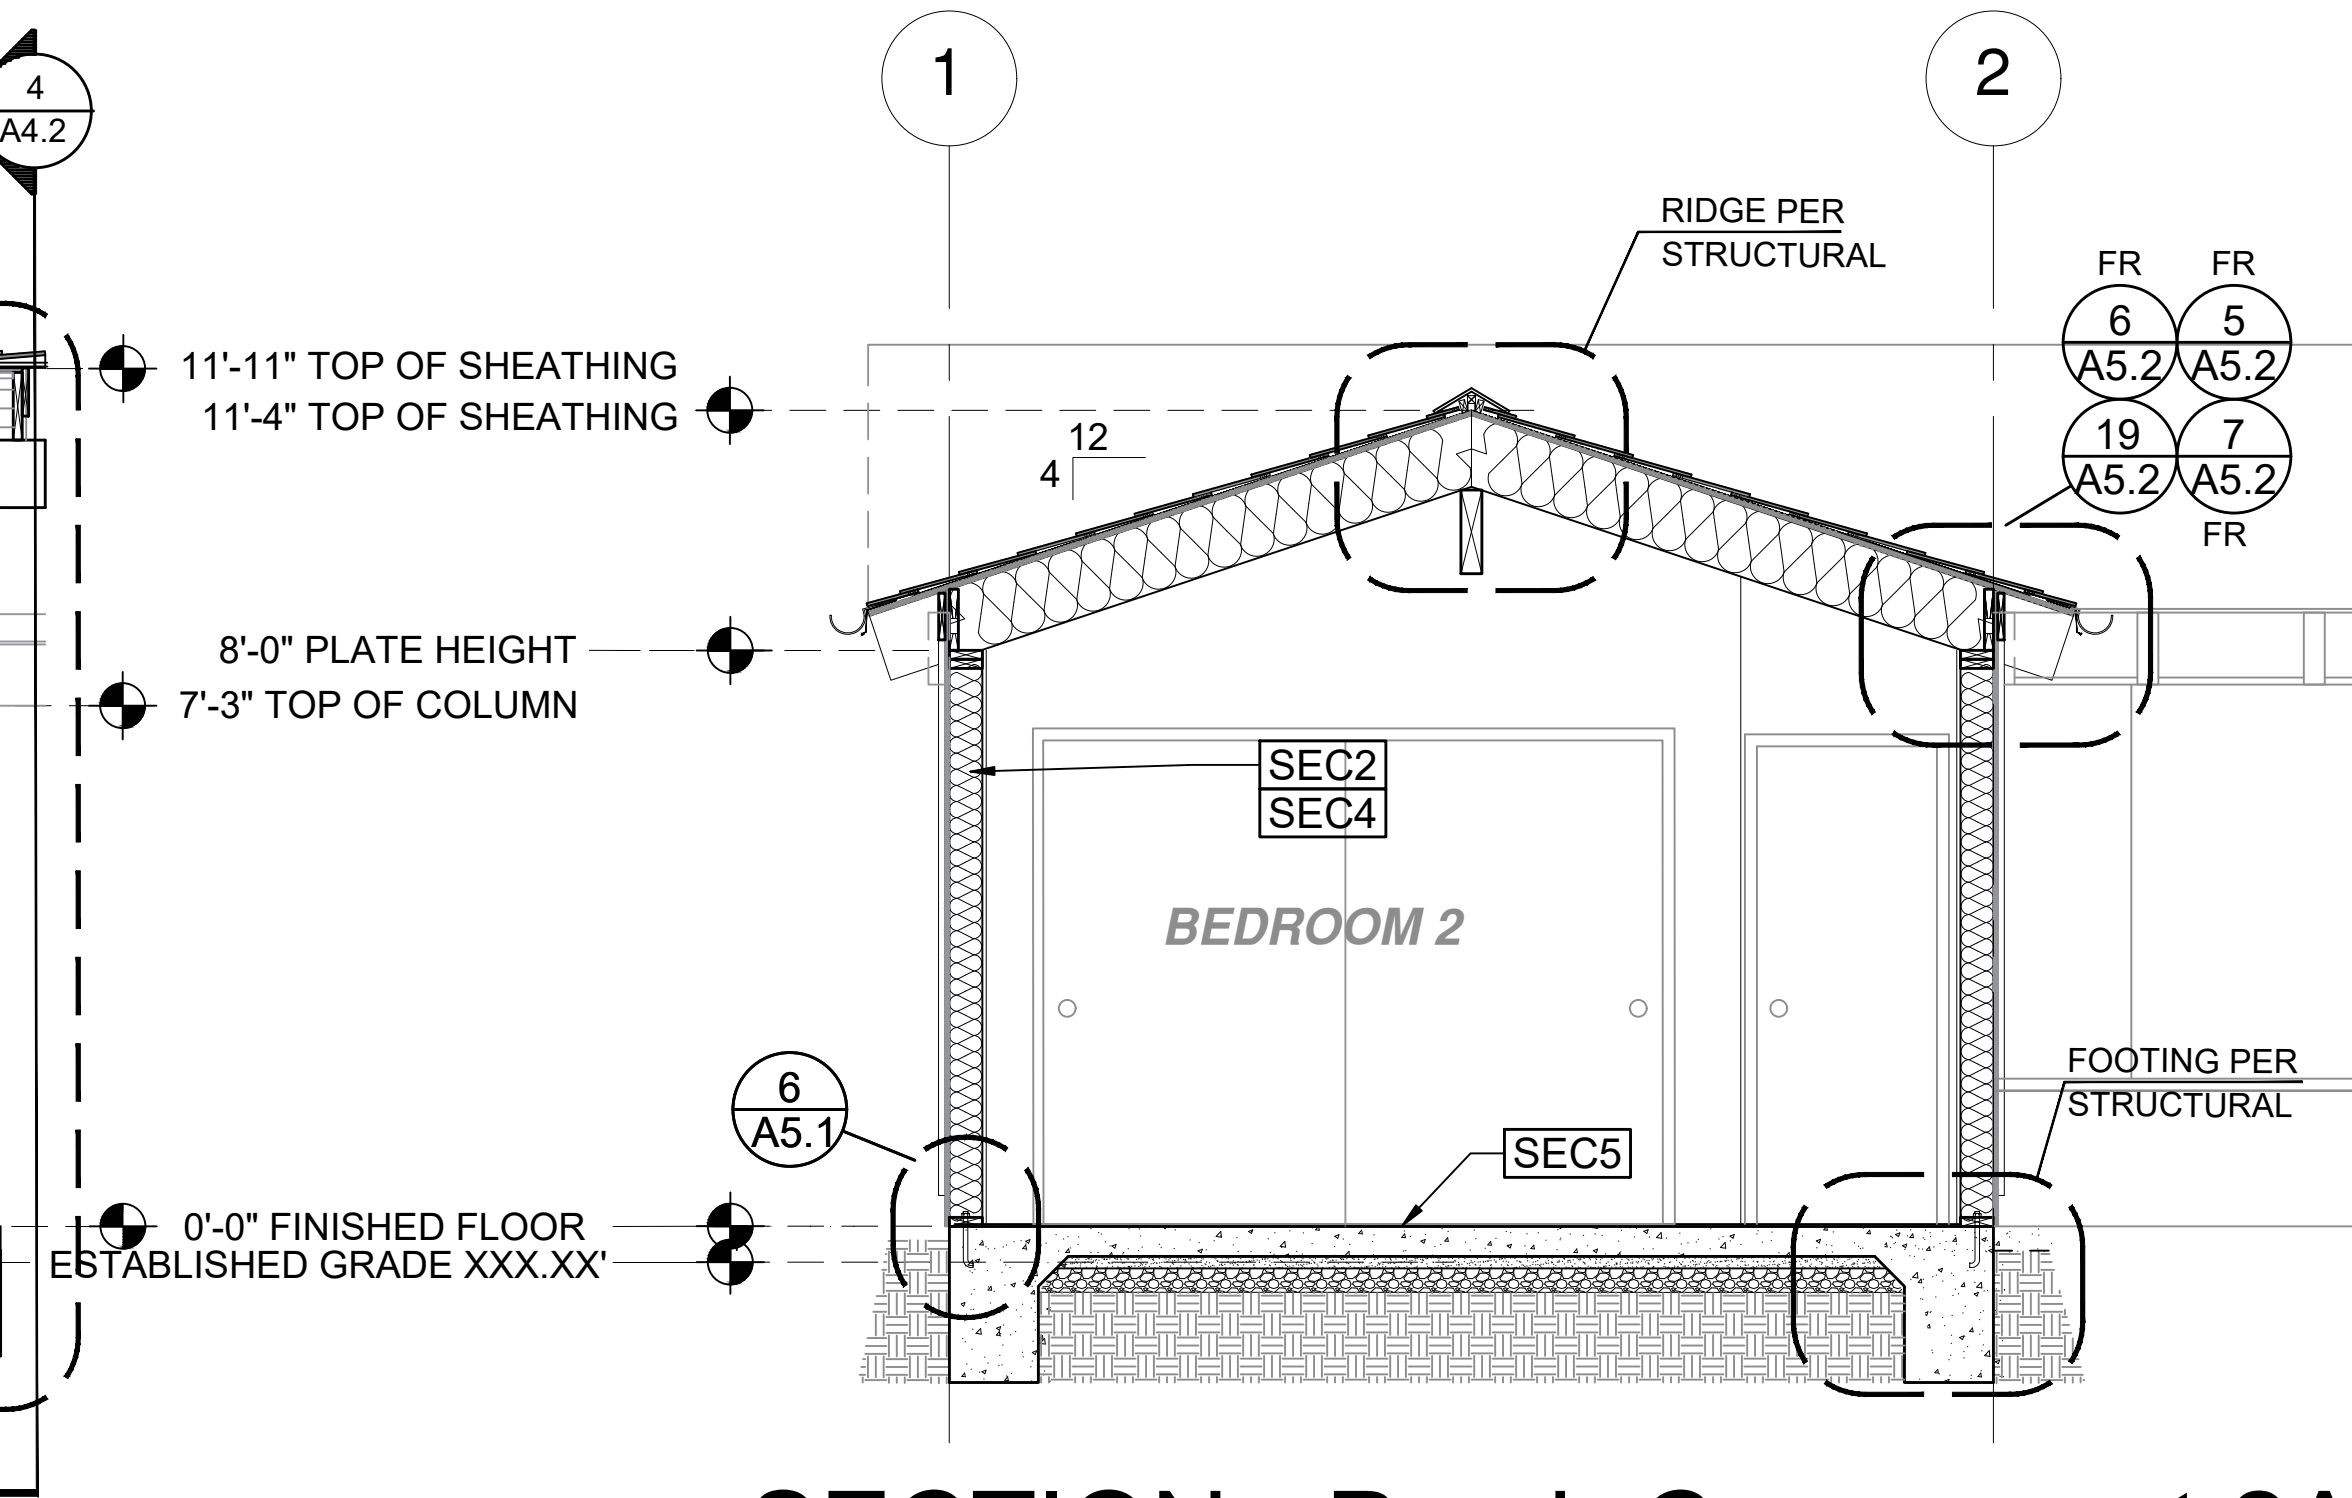 4
A4.2
1
2
RIDGE PER
STRUCTURAL
FR
FR
6
A5.2
5
A5.2
19
A5.2
7
A5.2
FR
11'-11" TOP OF SHEATHING
11'-4" TOP OF SHEATHING
12
4
8'-0" PLATE HEIGHT
7'-3" TOP OF COLUMN
SEC2
SEC4
BEDROOM 2
6
A5.1
FOOTING PER
STRUCTURAL
SEC5
0'-0" FINISHED FLOOR
ESTABLISHED GRADE XXX.XX'
SECTION